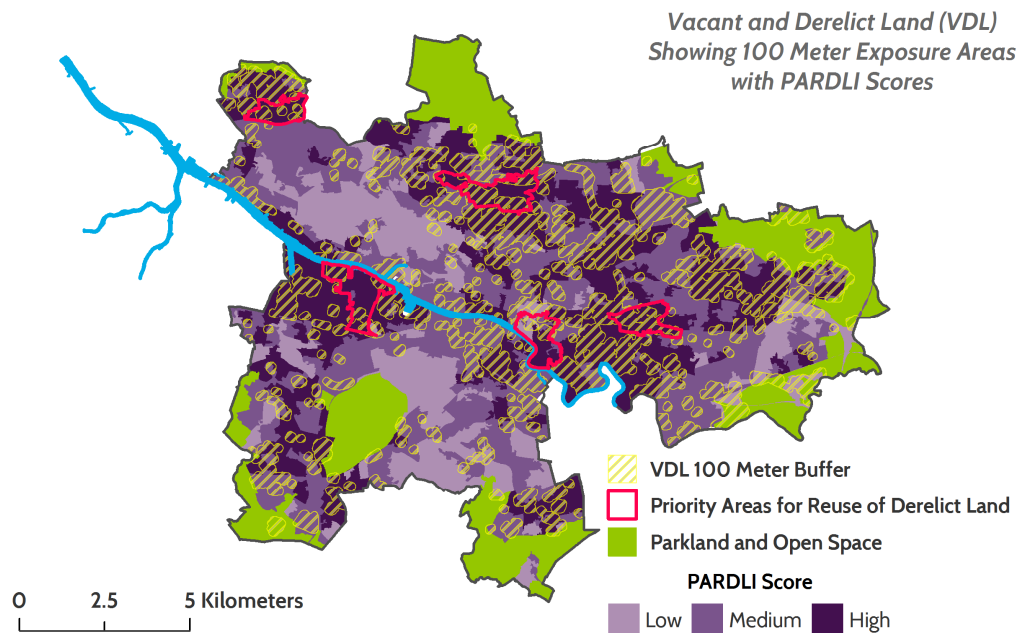 Vacant and Derelict Land (VDL)
Showing 100 Meter Exposure Areas
with PARDLI Scores
VDL 100 Meter Buffer
Priority Areas for Reuse of Derelict Land
Parkland and Open Space
PARDLI Score
Low Medium High
0 2.5 5 Kilometers